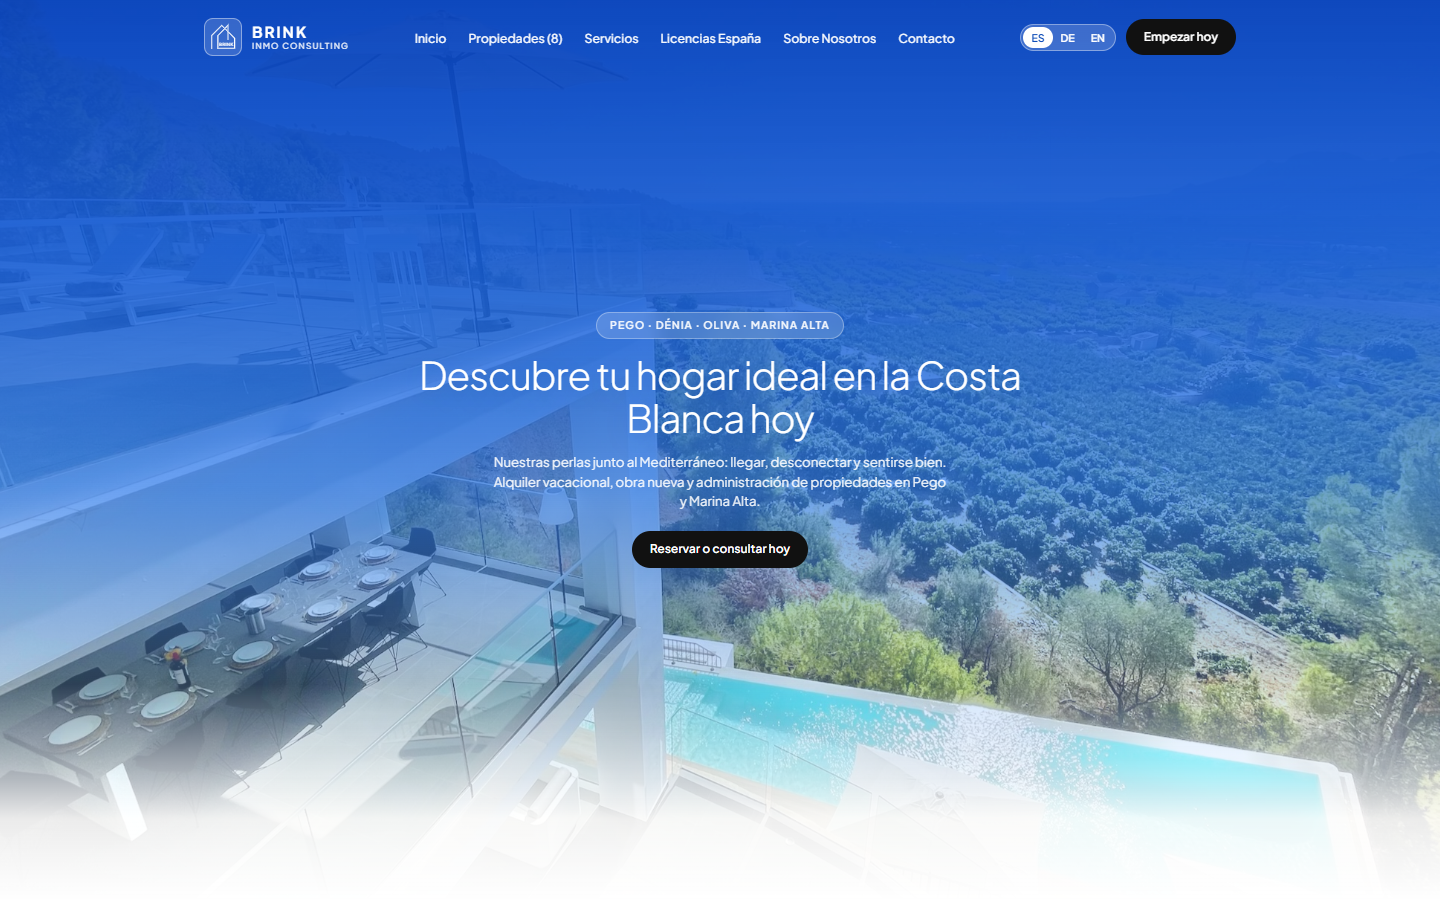 BRINK
INMO CONSULTING
Inicio
Propiedades (8)
Servicios
Licencias España
Sobre Nosotros
Contacto
ES DE EN
Empezar hoy
PEGO · DÉNIA · OLIVA · MARINA ALTA
Descubre tu hogar ideal en la Costa
Blanca hoy
Nuestras perlas junto al Mediterráneo: llegar, desconectar y sentirse bien.
Alquiler vacacional, obra nueva y administración de propiedades en Pego
y Marina Alta.
Reservar o consultar hoy